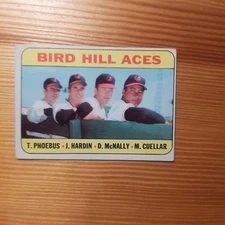 BIRD HILL ACES
T. PHOEBUS · J. HARDIN · D. McNALLY · M. CUELLAR